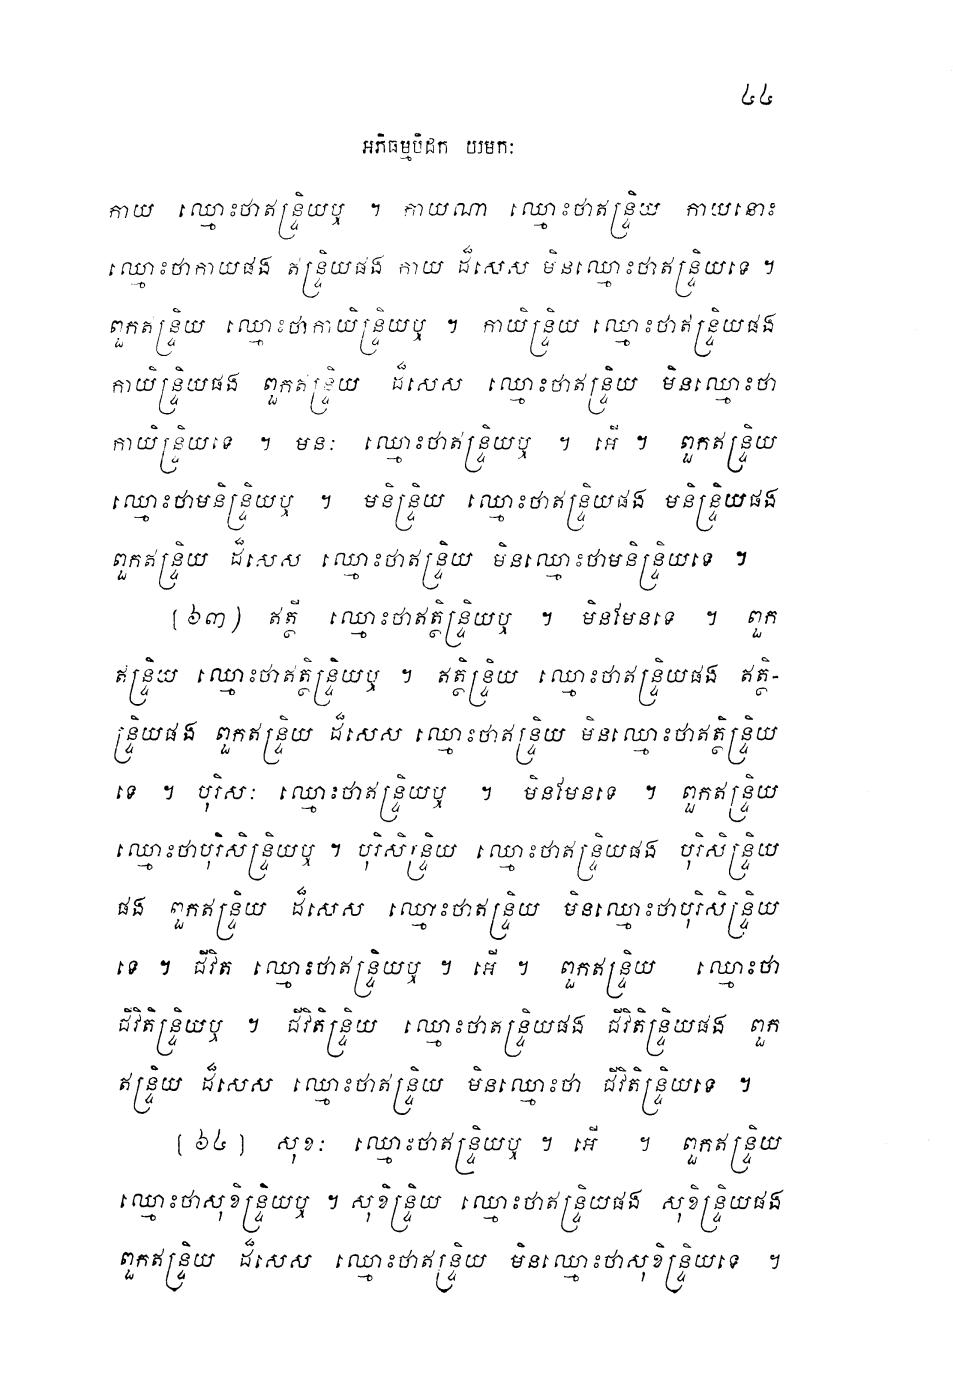 ៤៤
អភិធម្មបិដក យមកៈ
កាយ ឈ្មោះថាឥន្ទ្រិយឬ ។ កាយណា ឈ្មោះថាឥន្ទ្រិយ កាយនោះ
ឈ្មោះថាកាយផង ឥន្ទ្រិយផង កាយ ដ៏សេស មិនឈ្មោះថាឥន្ទ្រិយទេ ។
ពួកឥន្ទ្រិយ ឈ្មោះថាកាយិន្ទ្រិយឬ ។ កាយិន្ទ្រិយ ឈ្មោះថាឥន្ទ្រិយផង
កាយិន្ទ្រិយផង ពួកឥន្ទ្រិយ ដ៏សេស ឈ្មោះថាឥន្ទ្រិយ មិនឈ្មោះថា
កាយិន្ទ្រិយទេ ។ មនៈ ឈ្មោះថាឥន្ទ្រិយឬ ។ អើ ។ ពួកឥន្ទ្រិយ
ឈ្មោះថាមនិន្ទ្រិយឬ ។ មនិន្ទ្រិយ ឈ្មោះថាឥន្ទ្រិយផង មនិន្ទ្រិយផង
ពួកឥន្ទ្រិយ ដ៏សេស ឈ្មោះថាឥន្ទ្រិយ មិនឈ្មោះថាមនិន្ទ្រិយទេ ។
(៦៣) ឥត្ថី ឈ្មោះថាឥត្ថិន្ទ្រិយឬ ។ មិនមែនទេ ។ ពួក
ឥន្ទ្រិយ ឈ្មោះថាឥត្ថិន្ទ្រិយឬ ។ ឥត្ថិន្ទ្រិយ ឈ្មោះថាឥន្ទ្រិយផង ឥត្ថិ-
ន្ទ្រិយផង ពួកឥន្ទ្រិយ ដ៏សេស ឈ្មោះថាឥន្ទ្រិយ មិនឈ្មោះថាឥត្ថិន្ទ្រិយ
ទេ ។ បុរិសៈ ឈ្មោះថាឥន្ទ្រិយឬ ។ មិនមែនទេ ។ ពួកឥន្ទ្រិយ
ឈ្មោះថាបុរិសិន្ទ្រិយឬ ។ បុរិសិន្ទ្រិយ ឈ្មោះថាឥន្ទ្រិយផង បុរិសិន្ទ្រិយ
ផង ពួកឥន្ទ្រិយ ដ៏សេស ឈ្មោះថាឥន្ទ្រិយ មិនឈ្មោះថាបុរិសិន្ទ្រិយ
ទេ ។ ជីវិត ឈ្មោះថាឥន្ទ្រិយឬ ។ អើ ។ ពួកឥន្ទ្រិយ ឈ្មោះថា
ជីវិតិន្ទ្រិយឬ ។ ជីវិតិន្ទ្រិយ ឈ្មោះថាឥន្ទ្រិយផង ជីវិតិន្ទ្រិយផង ពួក
ឥន្ទ្រិយ ដ៏សេស ឈ្មោះថាឥន្ទ្រិយ មិនឈ្មោះថា ជីវិតិន្ទ្រិយទេ ។
(៦៤) សុខៈ ឈ្មោះថាឥន្ទ្រិយឬ ។ អើ ។ ពួកឥន្ទ្រិយ
ឈ្មោះថាសុខិន្ទ្រិយឬ ។ សុខិន្ទ្រិយ ឈ្មោះថាឥន្ទ្រិយផង សុខិន្ទ្រិយផង
ពួកឥន្ទ្រិយ ដ៏សេស ឈ្មោះថាឥន្ទ្រិយ មិនឈ្មោះថាសុខិន្ទ្រិយទេ ។